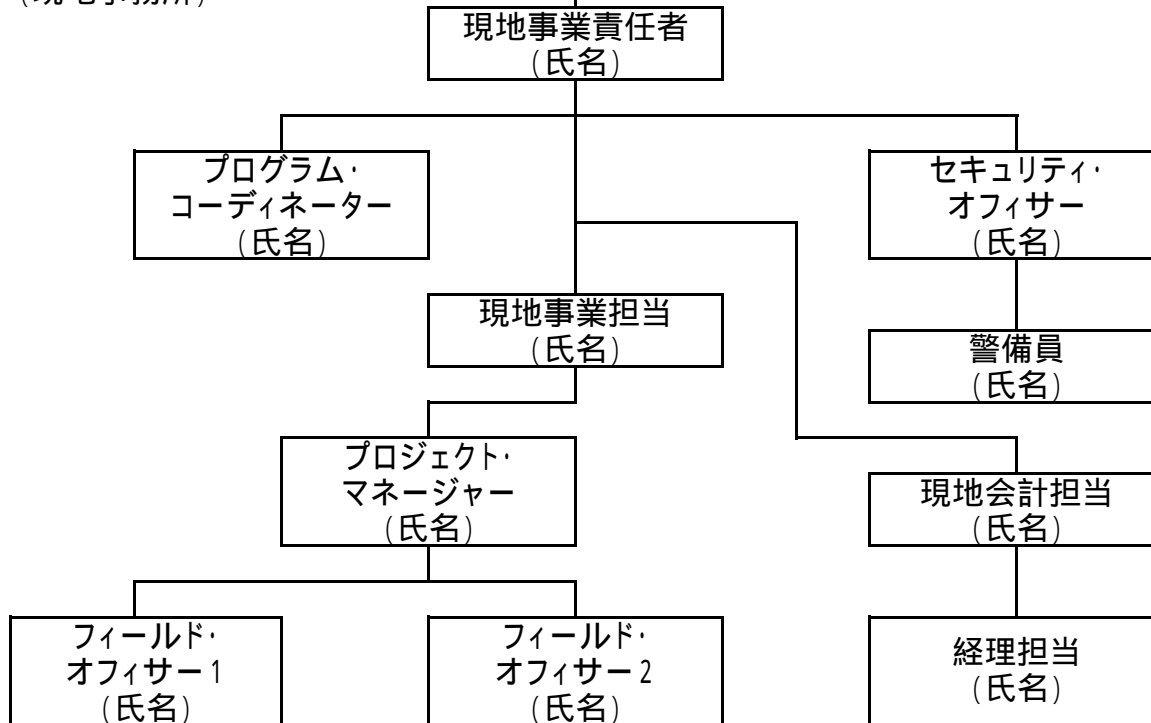 (現地事務所)
現地事業責任者
(氏名)
プログラム・
コーディネーター
(氏名)
セキュリティ・
オフィサー
(氏名)
現地事業担当
(氏名)
警備員
(氏名)
プロジェクト・
マネージャー
(氏名)
現地会計担当
(氏名)
フィールド・
オフィサー1
(氏名)
フィールド・
オフィサー2
(氏名)
経理担当
(氏名)